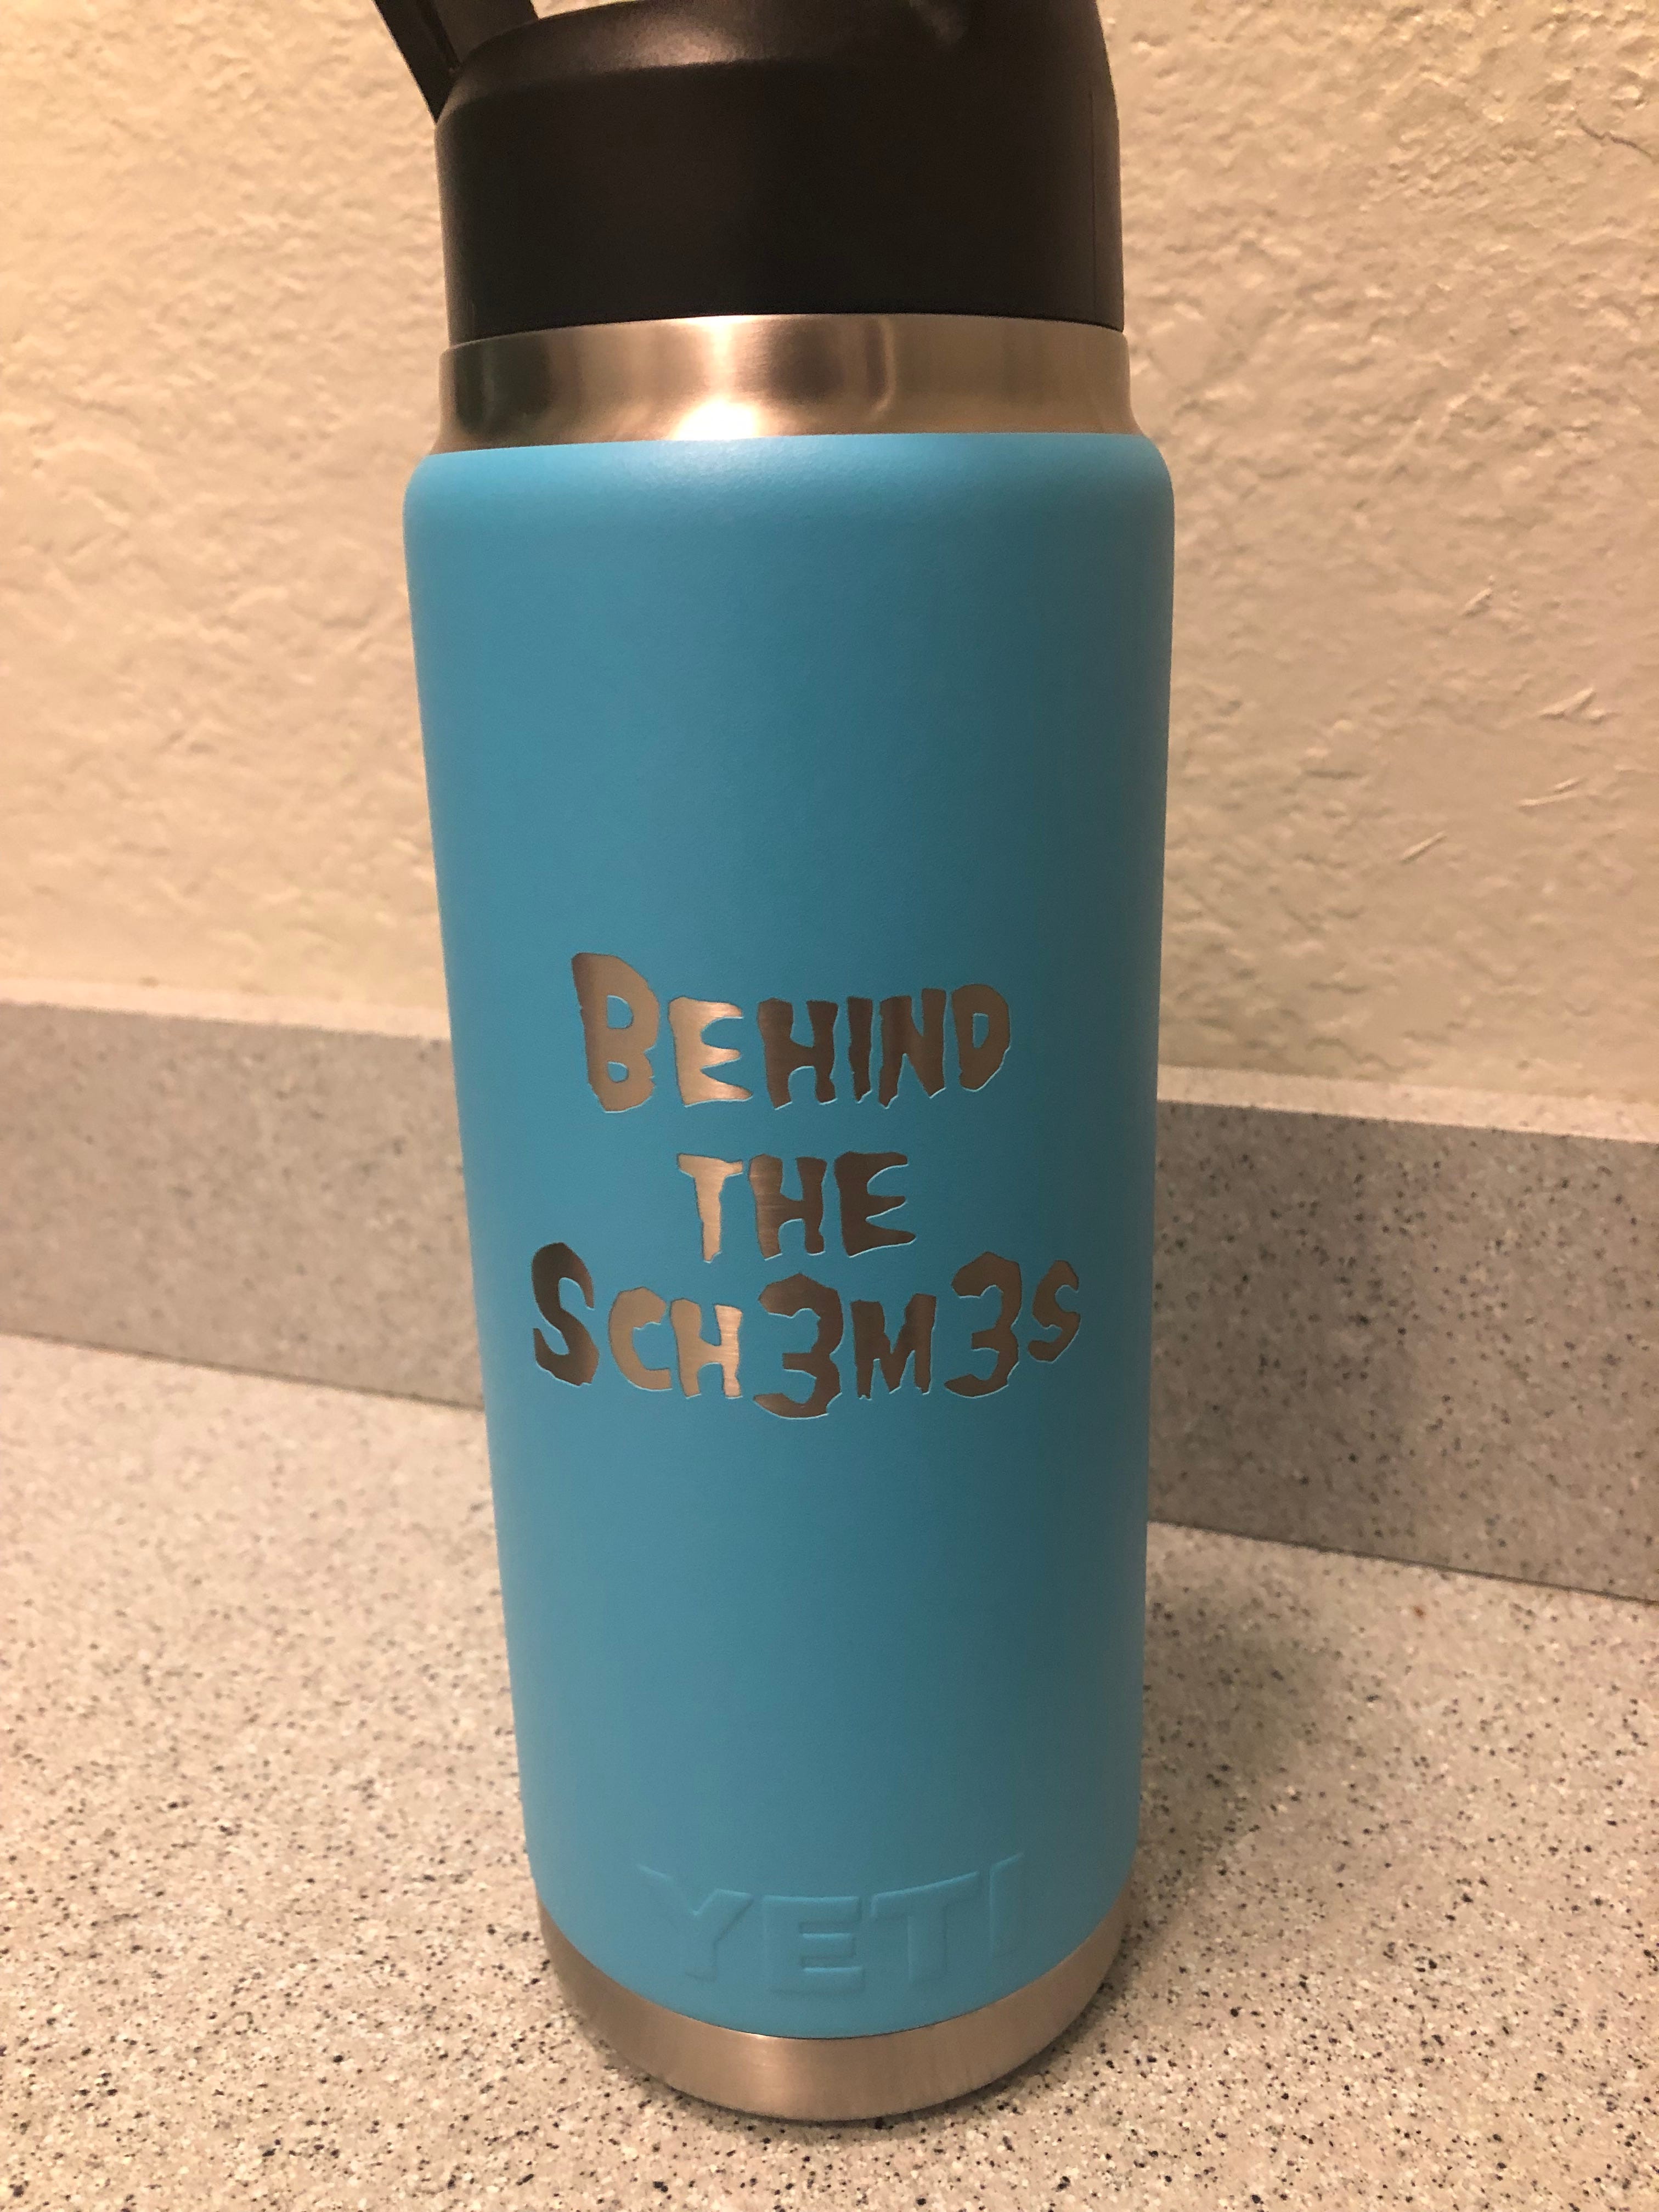 BEHIND
THE
SCH3M3S
YETI